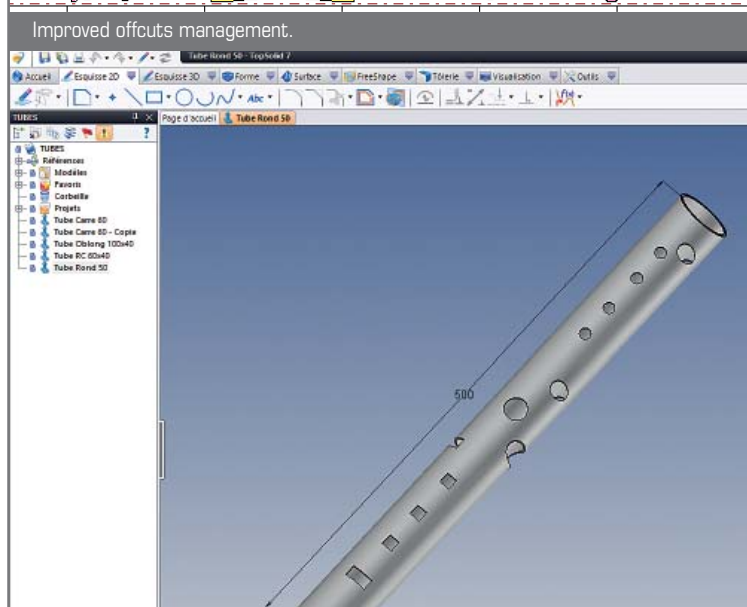 Improved offcuts management.
Tube Rond 50 - TopSolid 7
Accueil Esquisse 2D Esquisse 3D Forme Surface FreeShape Tôlerie Visualisation Outils
Abc
TUBES
?
Page d'accueil Tube Rond 50
TUBES
Références
Modèles
Favoris
Corbeille
Projets
Tube Carre 60
Tube Carre 60 - Copie
Tube Oblong 100x40
Tube RC 60x40
Tube Rond 50
500